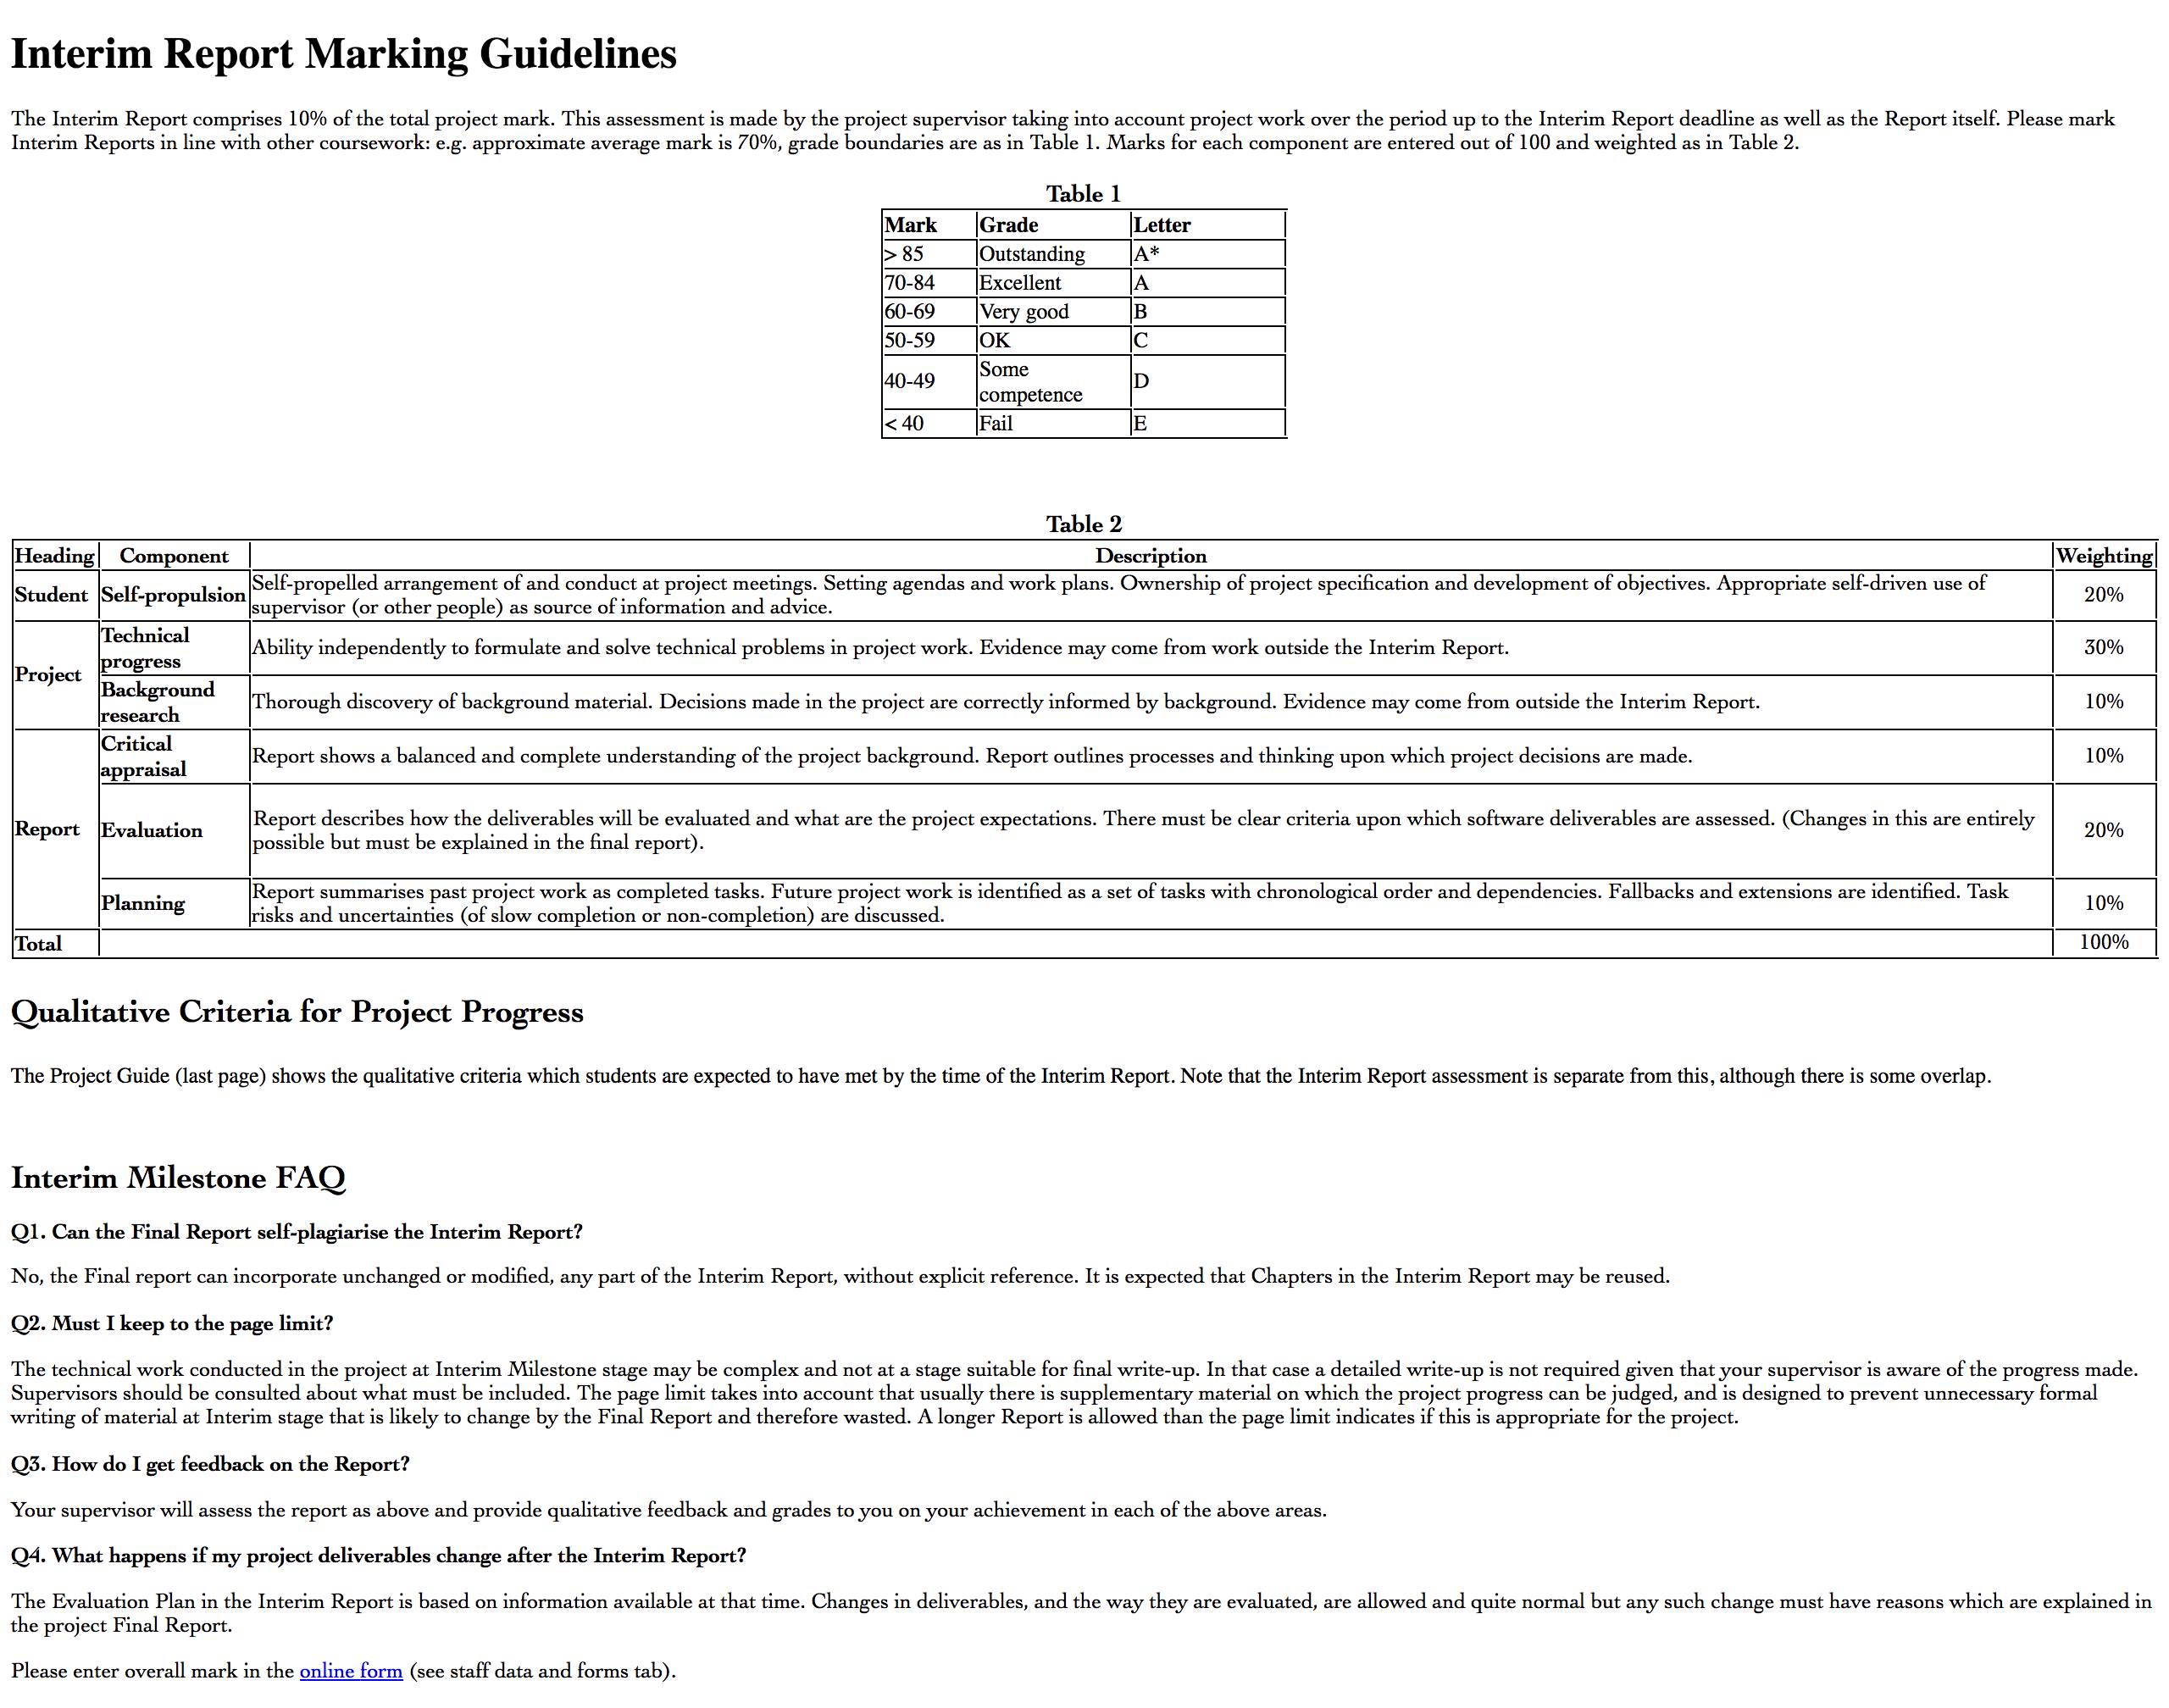 Interim Report Marking Guidelines
The Interim Report comprises 10% of the total project mark. This assessment is made by the project supervisor taking into account project work over the period up to the Interim Report deadline as well as the Report itself. Please mark
Interim Reports in line with other coursework: e.g. approximate average mark is 70%, grade boundaries are as in Table 1. Marks for each component are entered out of 100 and weighted as in Table 2.
Table 1
Mark Grade Letter
> 85 Outstanding A*
70-84 Excellent A
60-69 Very good B
50-59 OK C
40-49 Some competence D
< 40 Fail E
Table 2
Heading Component Description Weighting
Student Self-propulsion Self-propelled arrangement of and conduct at project meetings. Setting agendas and work plans. Ownership of project specification and development of objectives. Appropriate self-driven use of
supervisor (or other people) as source of information and advice. 20%
Project Technical progress Ability independently to formulate and solve technical problems in project work. Evidence may come from work outside the Interim Report. 30%
Background research Thorough discovery of background material. Decisions made in the project are correctly informed by background. Evidence may come from outside the Interim Report. 10%
Report Critical appraisal Report shows a balanced and complete understanding of the project background. Report outlines processes and thinking upon which project decisions are made. 10%
Evaluation Report describes how the deliverables will be evaluated and what are the project expectations. There must be clear criteria upon which software deliverables are assessed. (Changes in this are entirely
possible but must be explained in the final report). 20%
Planning Report summarises past project work as completed tasks. Future project work is identified as a set of tasks with chronological order and dependencies. Fallbacks and extensions are identified. Task
risks and uncertainties (of slow completion or non-completion) are discussed. 10%
Total 100%
Qualitative Criteria for Project Progress
The Project Guide (last page) shows the qualitative criteria which students are expected to have met by the time of the Interim Report. Note that the Interim Report assessment is separate from this, although there is some overlap.
Interim Milestone FAQ
Q1. Can the Final Report self-plagiarise the Interim Report?
No, the Final report can incorporate unchanged or modified, any part of the Interim Report, without explicit reference. It is expected that Chapters in the Interim Report may be reused.
Q2. Must I keep to the page limit?
The technical work conducted in the project at Interim Milestone stage may be complex and not at a stage suitable for final write-up. In that case a detailed write-up is not required given that your supervisor is aware of the progress made.
Supervisors should be consulted about what must be included. The page limit takes into account that usually there is supplementary material on which the project progress can be judged, and is designed to prevent unnecessary formal
writing of material at Interim stage that is likely to change by the Final Report and therefore wasted. A longer Report is allowed than the page limit indicates if this is appropriate for the project.
Q3. How do I get feedback on the Report?
Your supervisor will assess the report as above and provide qualitative feedback and grades to you on your achievement in each of the above areas.
Q4. What happens if my project deliverables change after the Interim Report?
The Evaluation Plan in the Interim Report is based on information available at that time. Changes in deliverables, and the way they are evaluated, are allowed and quite normal but any such change must have reasons which are explained in
the project Final Report.
Please enter overall mark in the online form (see staff data and forms tab).